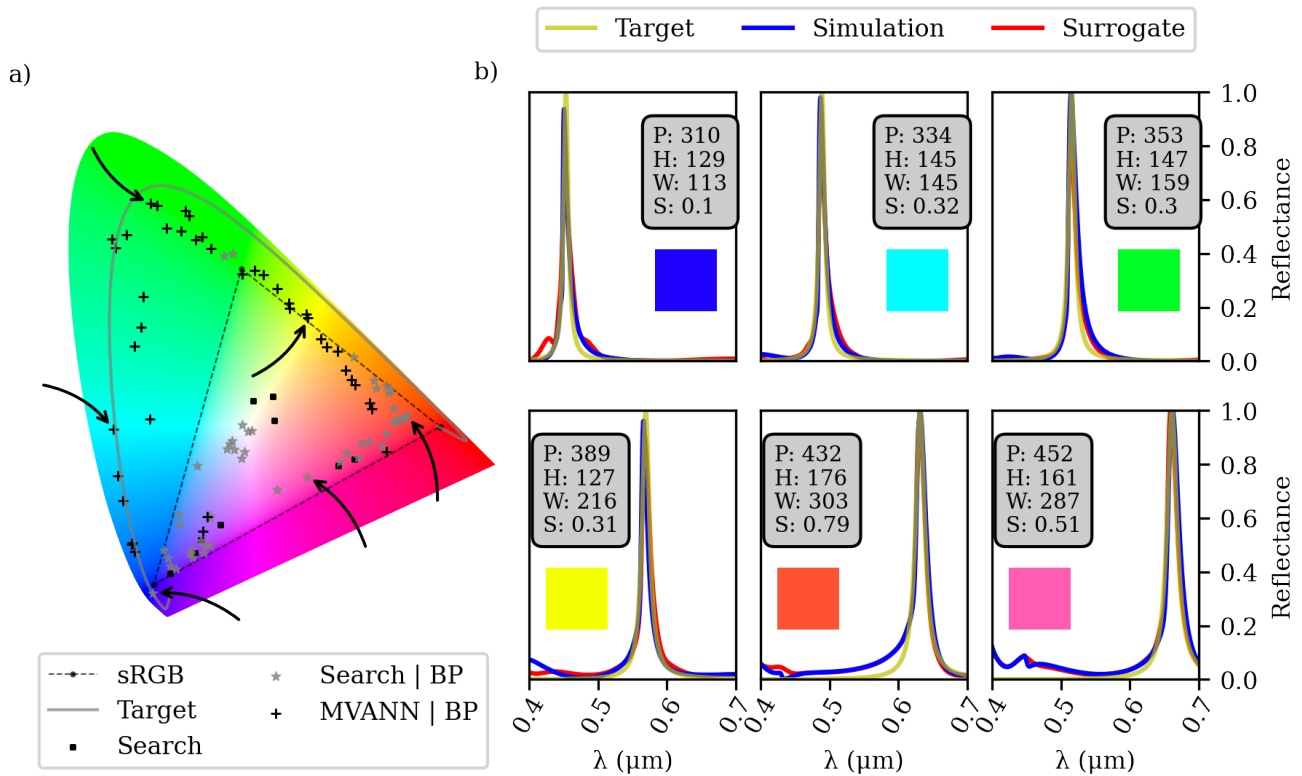 Target Simulation Surrogate
a)
b)
P: 310
H: 129
W: 113
S: 0.1
P: 334
H: 145
W: 145
S: 0.32
P: 353
H: 147
W: 159
S: 0.3
1.0
0.8
0.6
0.4
0.2
0.0
Reflectance
P: 389
H: 127
W: 216
S: 0.31
P: 432
H: 176
W: 303
S: 0.79
P: 452
H: 161
W: 287
S: 0.51
1.0
0.8
0.6
0.4
0.2
0.0
Reflectance
0.4 0.5 0.6 0.7
0.4 0.5 0.6 0.7
0.4 0.5 0.6 0.7
λ (μm)
λ (μm)
λ (μm)
sRGB
Target
Search
Search | BP
MVANN | BP